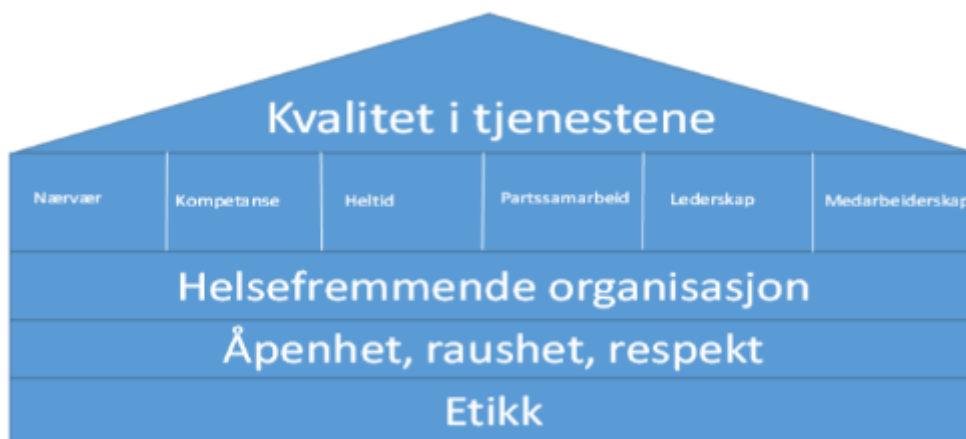 Kvalitet i tjenestene
Nærvær Kompetanse Heltid Partssamarbeid Lederskap Medarbeiderskap
Helsefremmende organisasjon
Åpenhet, raushet, respekt
Etikk